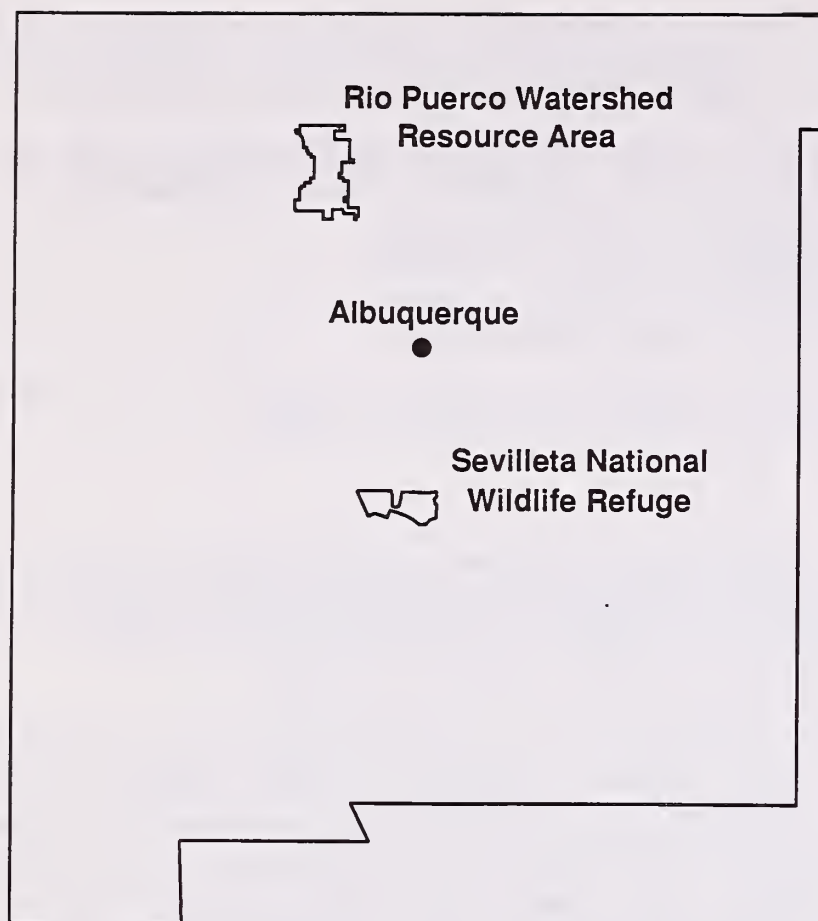 Rio Puerco Watershed
Resource Area
Albuquerque
Sevilleta National
Wildlife Refuge